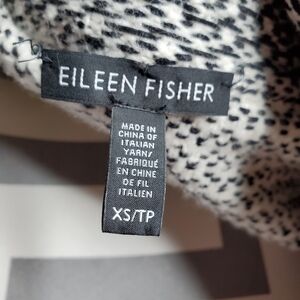 EILEEN FISHER
MADE IN
CHINA OF
ITALIAN
YARN/
FABRIQUÉ
EN CHINE
DE FIL
ITALIEN
XS/TP